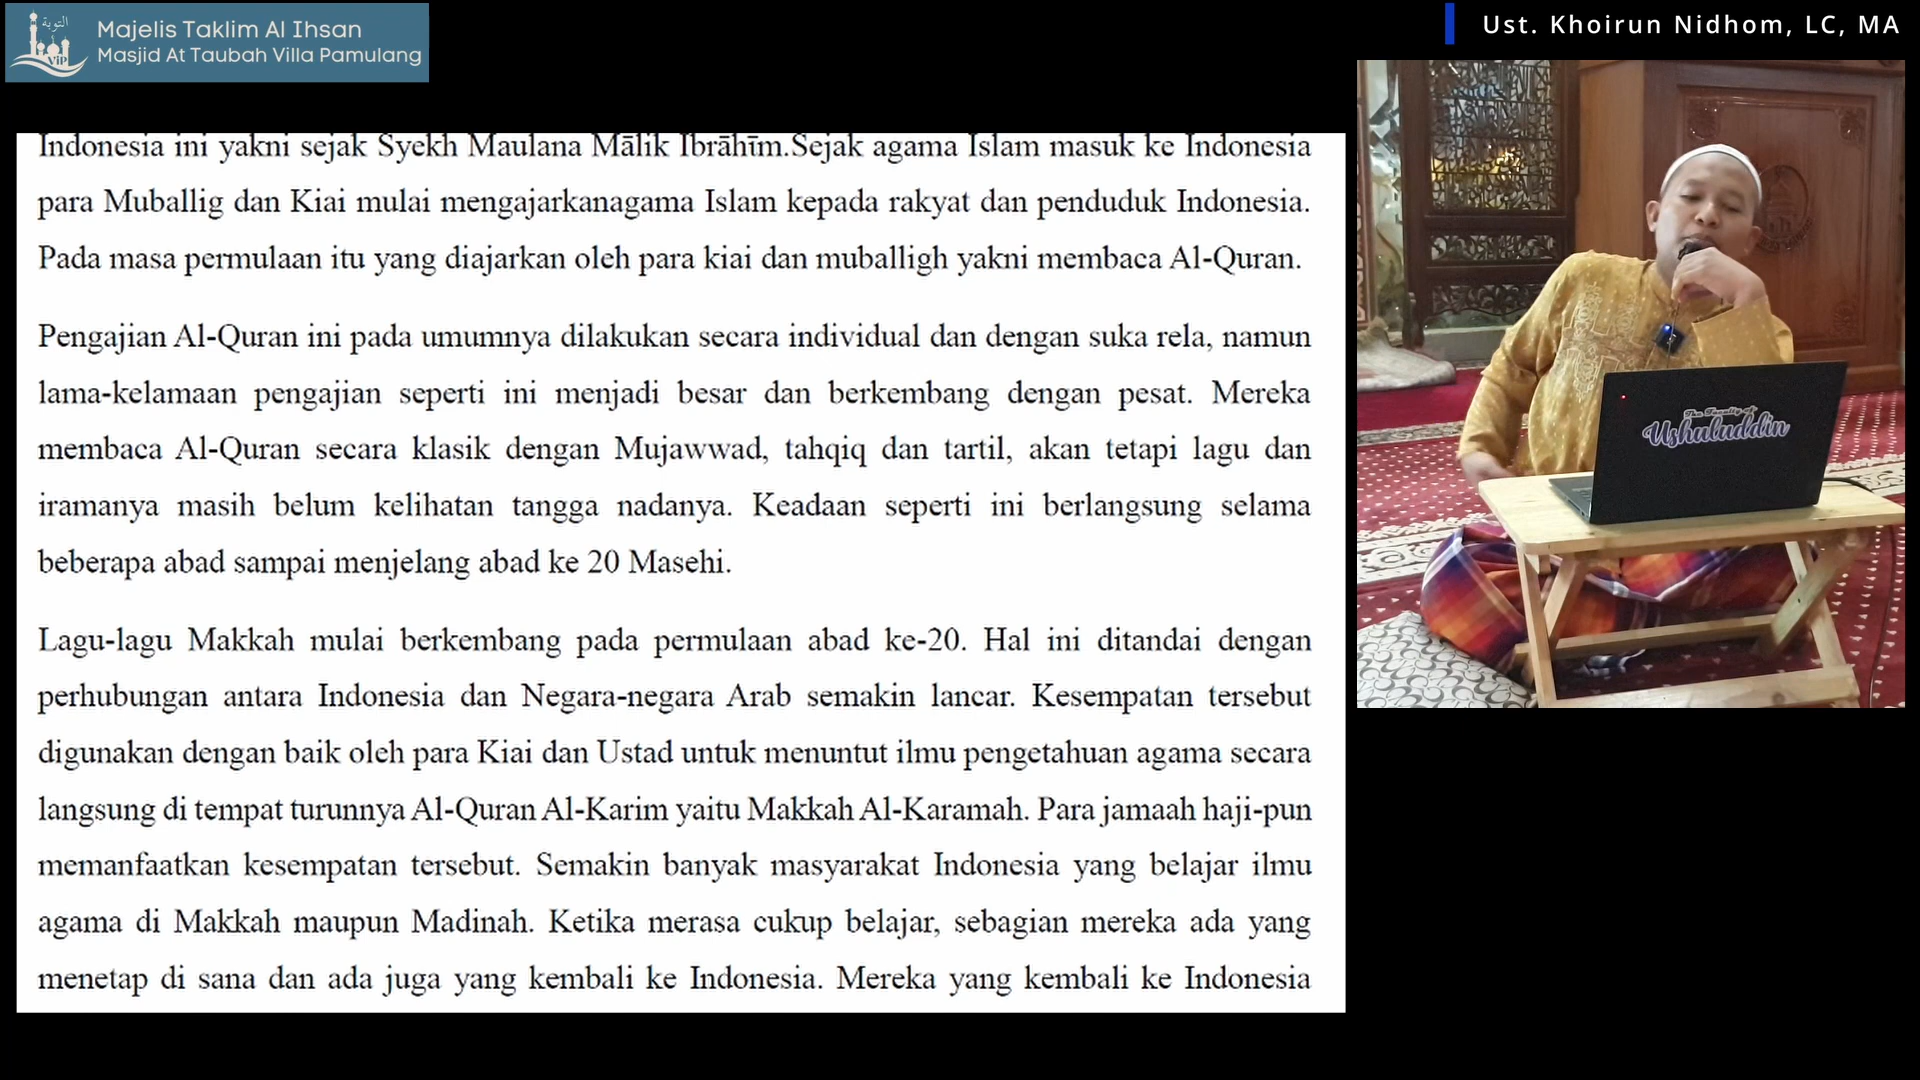 التوبة
ViP
Majelis Taklim Al Ihsan
Masjid At Taubah Villa Pamulang
Ust. Khoirun Nidhom, LC, MA
Indonesia ini yakni sejak Syekh Maulana Mālik Ibrāhīm.Sejak agama Islam masuk ke Indonesia
para Muballig dan Kiai mulai mengajarkanagama Islam kepada rakyat dan penduduk Indonesia.
Pada masa permulaan itu yang diajarkan oleh para kiai dan muballigh yakni membaca Al-Quran.
Pengajian Al-Quran ini pada umumnya dilakukan secara individual dan dengan suka rela, namun
lama-kelamaan pengajian seperti ini menjadi besar dan berkembang dengan pesat. Mereka
membaca Al-Quran secara klasik dengan Mujawwad, tahqiq dan tartil, akan tetapi lagu dan
iramanya masih belum kelihatan tangga nadanya. Keadaan seperti ini berlangsung selama
beberapa abad sampai menjelang abad ke 20 Masehi.
Lagu-lagu Makkah mulai berkembang pada permulaan abad ke-20. Hal ini ditandai dengan
perhubungan antara Indonesia dan Negara-negara Arab semakin lancar. Kesempatan tersebut
digunakan dengan baik oleh para Kiai dan Ustad untuk menuntut ilmu pengetahuan agama secara
langsung di tempat turunnya Al-Quran Al-Karim yaitu Makkah Al-Karamah. Para jamaah haji-pun
memanfaatkan kesempatan tersebut. Semakin banyak masyarakat Indonesia yang belajar ilmu
agama di Makkah maupun Madinah. Ketika merasa cukup belajar, sebagian mereka ada yang
menetap di sana dan ada juga yang kembali ke Indonesia. Mereka yang kembali ke Indonesia
The Faculty of
Ushuluddin